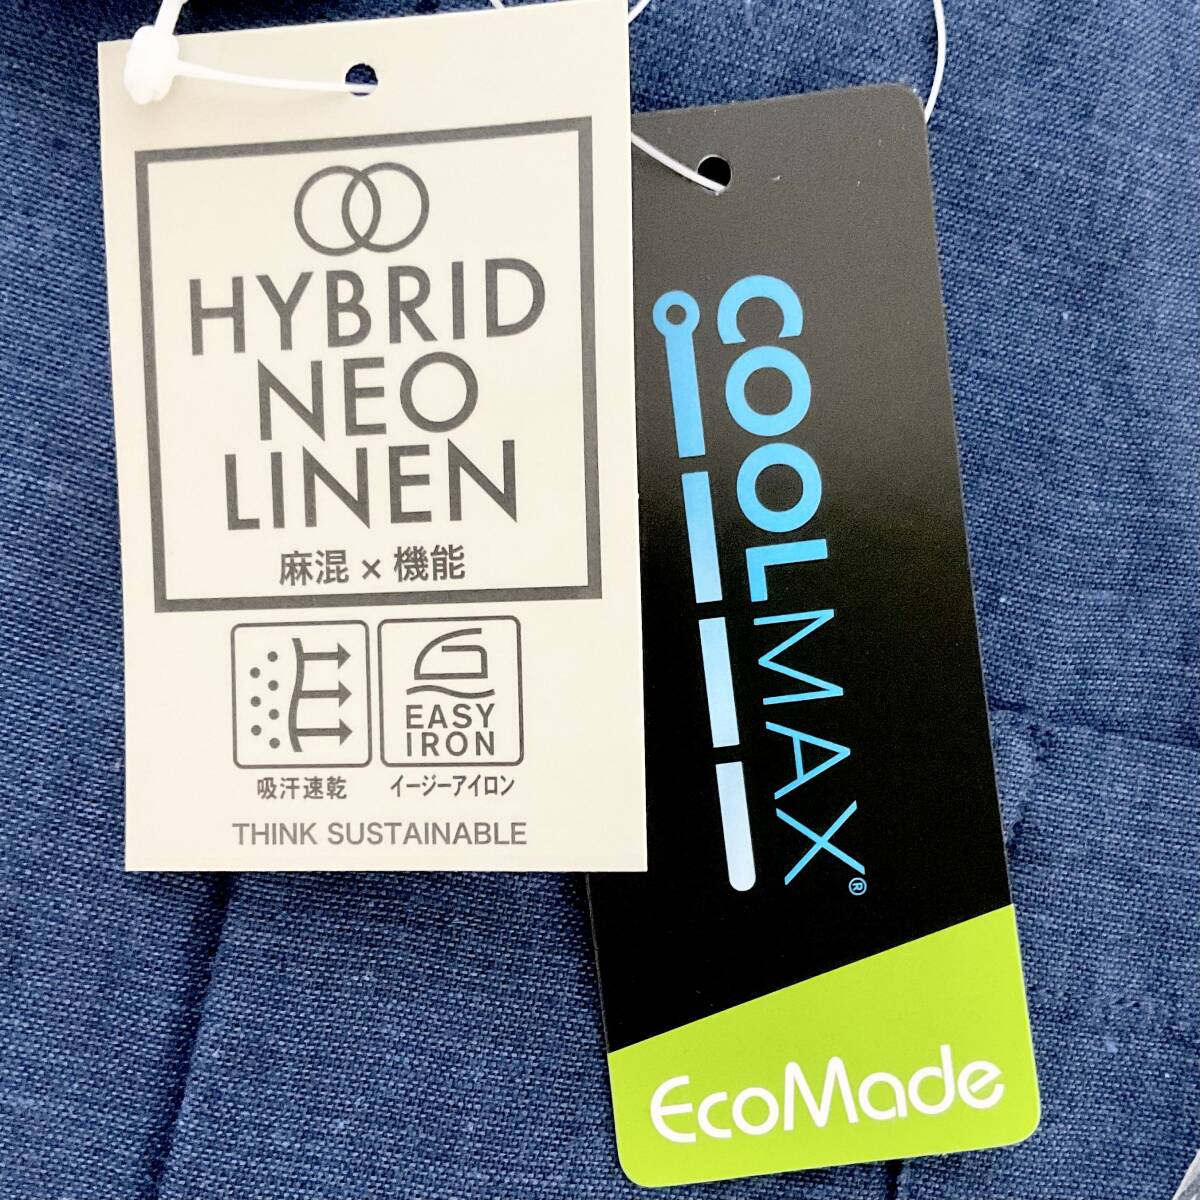 HYBRID
NEO
LINEN
麻混×機能
EASY
IRON
吸汗速乾
イージーアイロン
THINK SUSTAINABLE
COOLMAX®
EcoMade